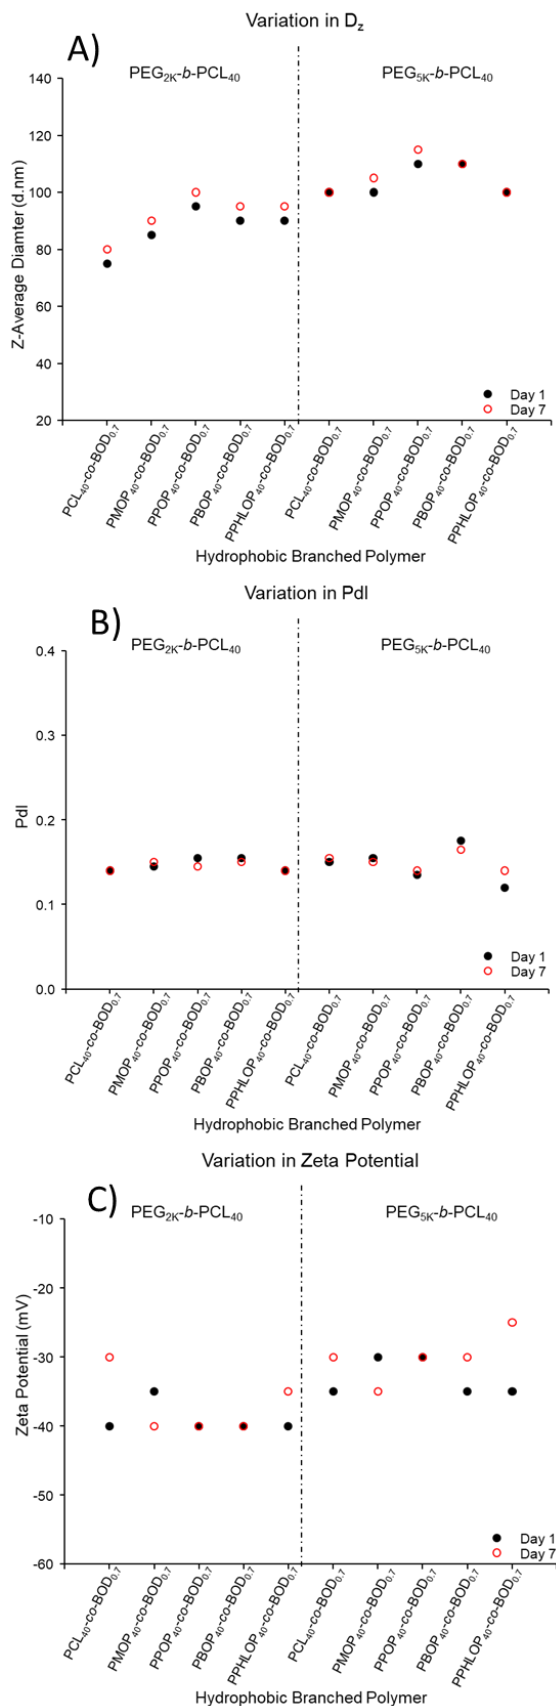 Variation in D₂
A)
PEG₂ₖ-b-PCL₄₀
PEG₅ₖ-b-PCL₄₀
140
120
100
80
60
40
20
Z-Average Diamter (d.nm)
Day 1
Day 7
PCL₄₀-co-BOD₀.₇
PMOP₄₀-co-BOD₀.₇
PPOP₄₀-co-BOD₀.₇
PBOP₄₀-co-BOD₀.₇
PPHLOP₄₀-co-BOD₀.₇
PCL₄₀-co-BOD₀.₇
PMOP₄₀-co-BOD₀.₇
PPOP₄₀-co-BOD₀.₇
PBOP₄₀-co-BOD₀.₇
PPHLOP₄₀-co-BOD₀.₇
Hydrophobic Branched Polymer
Variation in PdI
B)
PEG₂ₖ-b-PCL₄₀
PEG₅ₖ-b-PCL₄₀
0.4
0.3
0.2
0.1
0.0
PdI
Day 1
Day 7
PCL₄₀-co-BOD₀.₇
PMOP₄₀-co-BOD₀.₇
PPOP₄₀-co-BOD₀.₇
PBOP₄₀-co-BOD₀.₇
PPHLOP₄₀-co-BOD₀.₇
PCL₄₀-co-BOD₀.₇
PMOP₄₀-co-BOD₀.₇
PPOP₄₀-co-BOD₀.₇
PBOP₄₀-co-BOD₀.₇
PPHLOP₄₀-co-BOD₀.₇
Hydrophobic Branched Polymer
Variation in Zeta Potential
C)
PEG₂ₖ-b-PCL₄₀
PEG₅ₖ-b-PCL₄₀
-10
-20
-30
-40
-50
-60
Zeta Potential (mV)
Day 1
Day 7
PCL₄₀-co-BOD₀.₇
PMOP₄₀-co-BOD₀.₇
PPOP₄₀-co-BOD₀.₇
PBOP₄₀-co-BOD₀.₇
PPHLOP₄₀-co-BOD₀.₇
PCL₄₀-co-BOD₀.₇
PMOP₄₀-co-BOD₀.₇
PPOP₄₀-co-BOD₀.₇
PBOP₄₀-co-BOD₀.₇
PPHLOP₄₀-co-BOD₀.₇
Hydrophobic Branched Polymer